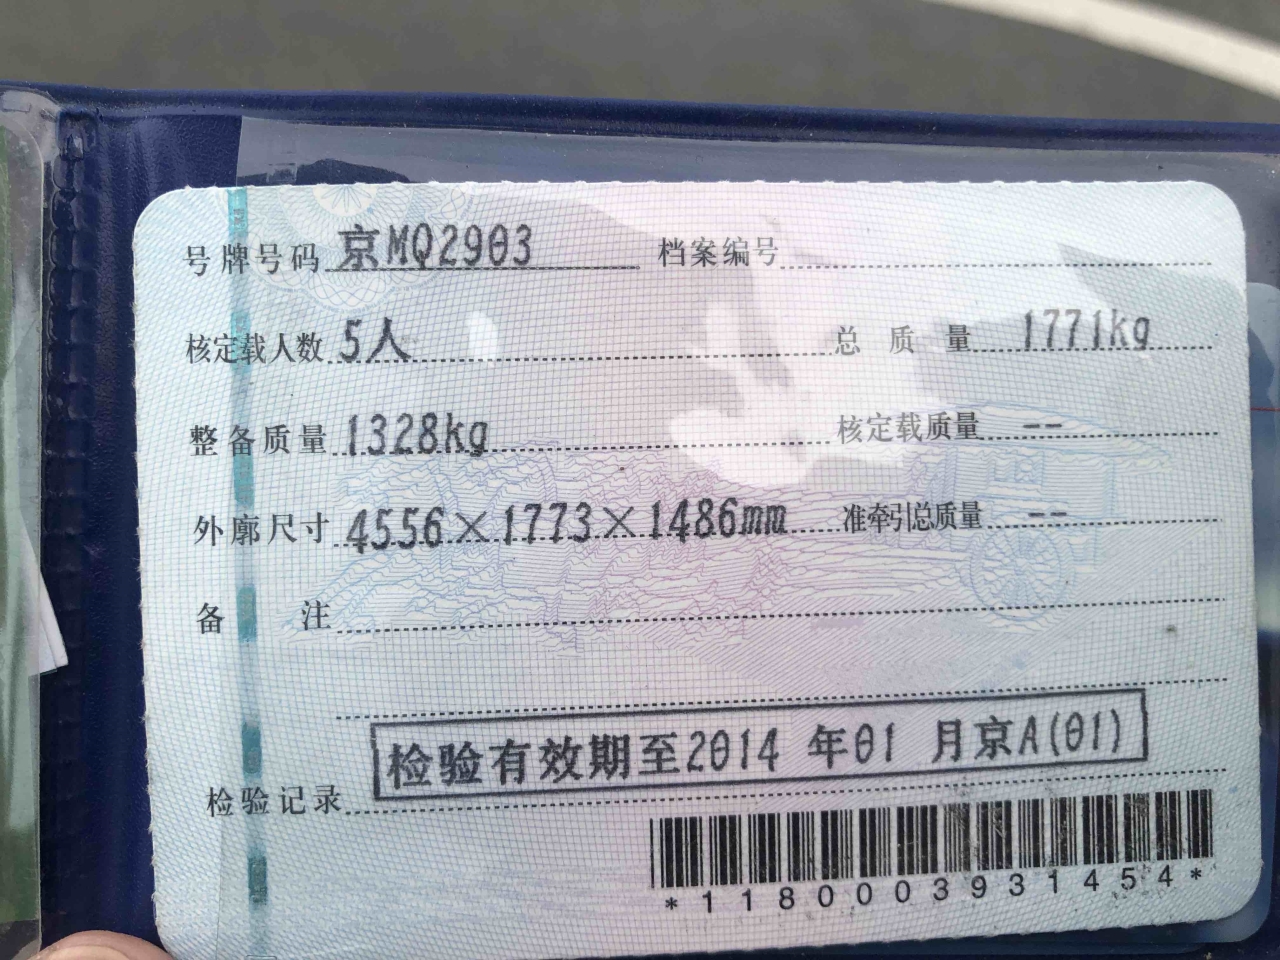 号牌号码 京MQ2903 档案编号
核定载人数 5人 总质量 1771kg
整备质量 1328kg 核定载质量 --
外廓尺寸 4556×1773×1486mm 准牵引总质量 --
备注
检验有效期至2014 年01 月京A(01)
检验记录
*1180003931454*